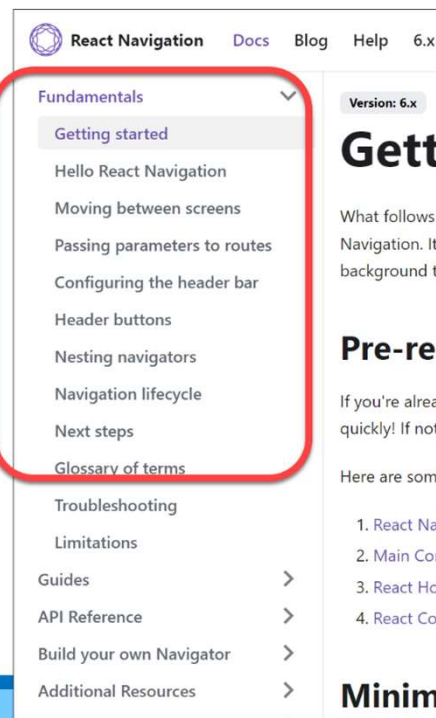 React Navigation Docs Blog Help 6.x
Fundamentals
Getting started
Hello React Navigation
Moving between screens
Passing parameters to routes
Configuring the header bar
Header buttons
Nesting navigators
Navigation lifecycle
Next steps
Glossary of terms
Troubleshooting
Limitations
Guides
API Reference
Build your own Navigator
Additional Resources
Version: 6.x
Gett
What follows
Navigation. It
background t
Pre-re
If you're alrea
quickly! If not
Here are som
1. React Na
2. Main Co
3. React Ho
4. React Co
Minim